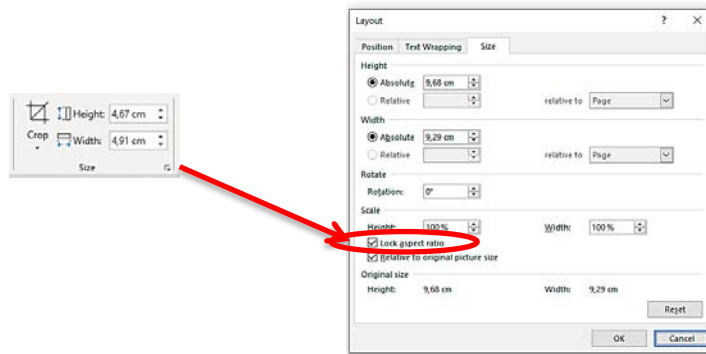 Height: 4,67 cm
Crop
Width: 4,91 cm
Size
Layout
?
Position Text Wrapping Size
Height
Absolute 9,68 cm
Relative relative to Page
Width
Absolute 9,29 cm
Relative relative to Page
Rotate
Rotation: 0°
Scale
Height: 100 % Width: 100 %
Lock aspect ratio
Relative to original picture size
Original size
Height: 9,68 cm Width: 9,29 cm
Reset
OK Cancel